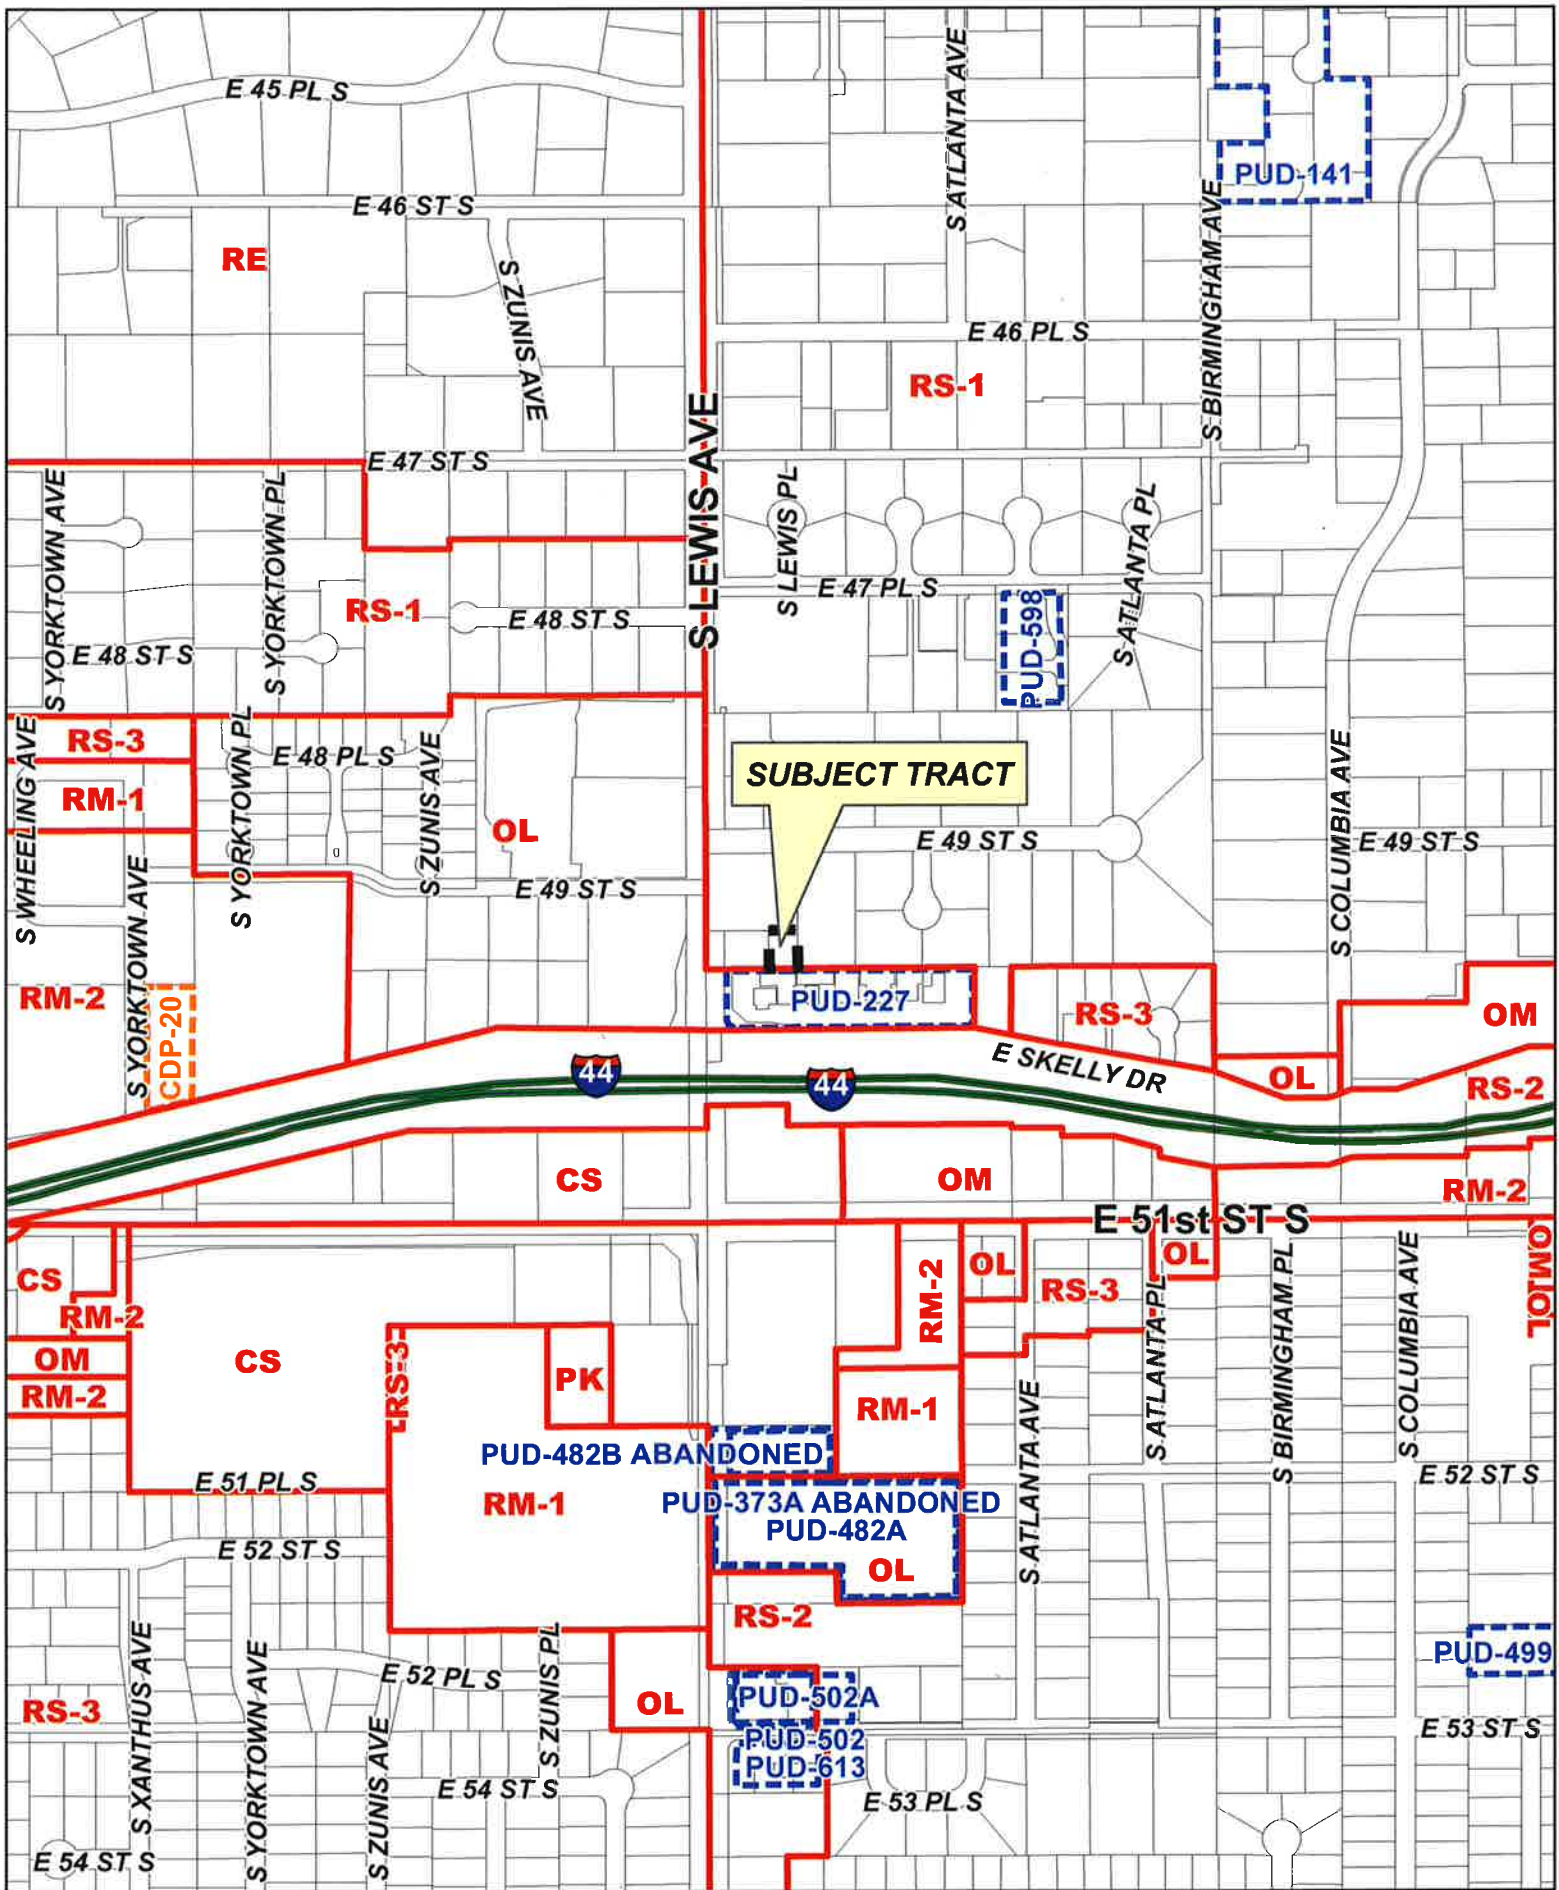 E 45 PL S
S ATLANTA AVE
PUD-141
E 46 ST S
RE
S ZUNIS AVE
S BIRMINGHAM AVE
E 46 PL S
RS-1
S LEWIS AVE
E 47 ST S
S YORKTOWN AVE
S YORKTOWN PL
S LEWIS PL
S ATLANTA PL
E 47 PL S
RS-1
E 48 ST S
PUD-598
E 48 ST S
S WHEELING AVE
RS-3
S YORKTOWN PL
E 48 PL S
S ZUNIS AVE
SUBJECT TRACT
S COLUMBIA AVE
RM-1
OL
E 49 ST S
E 49 ST S
E 49 ST S
S YORKTOWN AVE
RM-2
CDP-20
PUD-227
RS-3
OM
E SKELLY DR
44
44
OL
RS-2
CS
OM
RM-2
E 51st ST S
CS
RM-2
OM
RM-2
CS
RS-3
PK
RM-2
OL
RS-3
OL
S ATLANTA PL
S BIRMINGHAM PL
S COLUMBIA AVE
OM
OL
RM-1
S ATLANTA AVE
PUD-482B ABANDONED
E 51 PL S
RM-1
PUD-373A ABANDONED
PUD-482A
OL
E 52 ST S
E 52 ST S
RS-2
S XANTHUS AVE
S YORKTOWN AVE
S ZUNIS AVE
S ZUNIS PL
E 52 PL S
PUD-499
RS-3
OL
PUD-502A
PUD-502
PUD-613
E 53 ST S
E 54 ST S
E 53 PL S
E 54 ST S